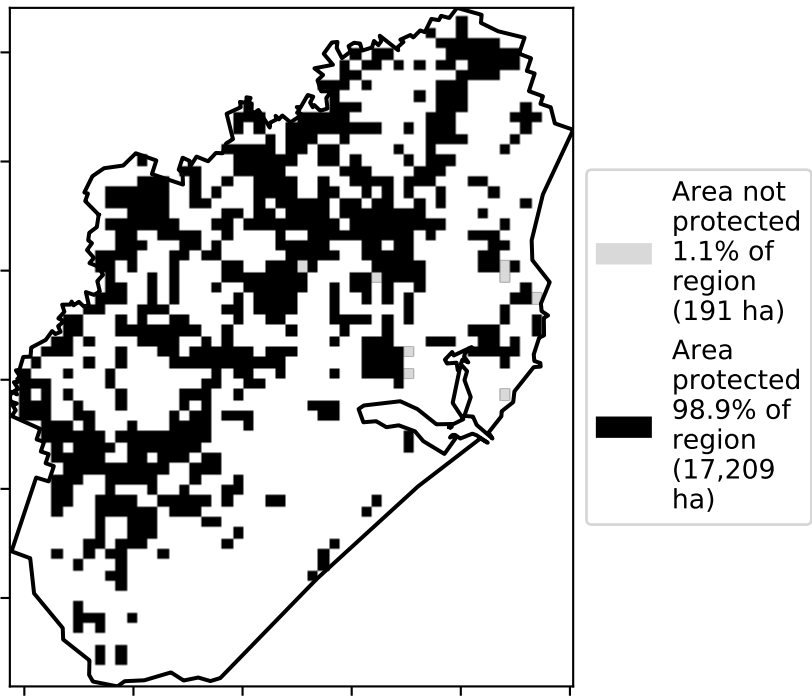 Area not
protected
1.1% of
region
(191 ha)
Area
protected
98.9% of
region
(17,209
ha)